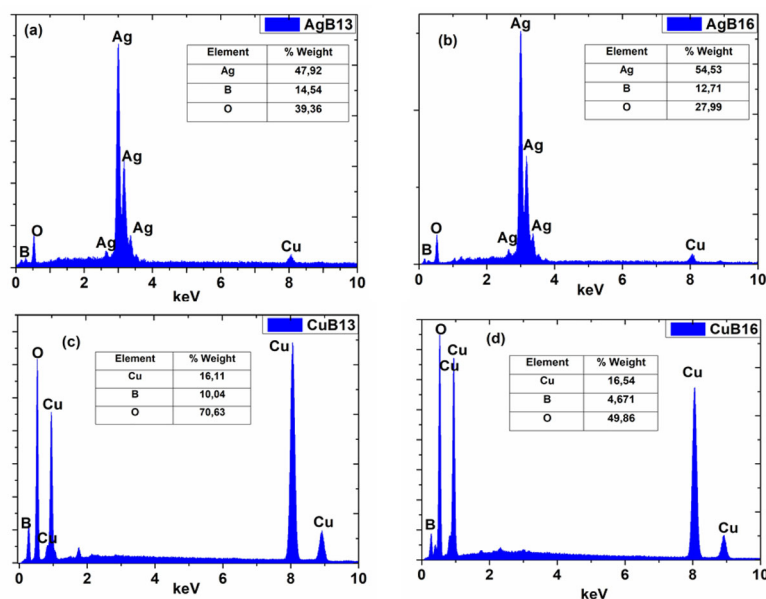 (a)
AgB13
Ag
Element % Weight
Ag 47,92
B 14,54
O 39,36
Ag
O
Ag
Ag
B
Cu
0 2 4 6 8 10
keV
(b)
AgB16
Ag
Element % Weight
Ag 54,53
B 12,71
O 27,99
Ag
O
Ag
Ag
B
Cu
0 2 4 6 8 10
keV
(c)
CuB13
O
Cu
Element % Weight
Cu 16,11
B 10,04
O 70,63
Cu
B
Cu
Cu
0 2 4 6 8 10
keV
(d)
CuB16
O
Cu
Cu
Element % Weight
Cu 16,54
B 4,671
O 49,86
Cu
B
Cu
0 2 4 6 8 10
keV